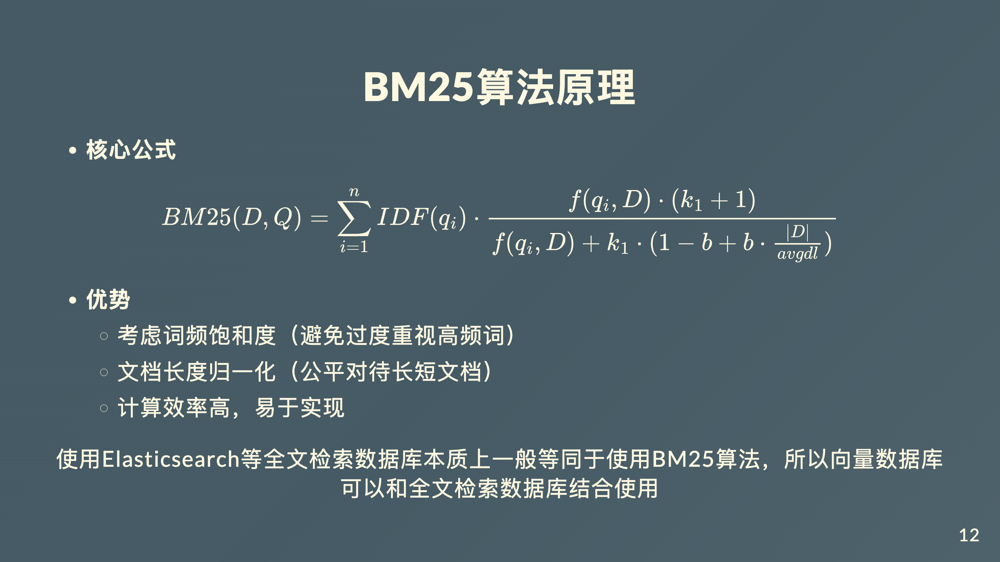 BM25算法原理
• 核心公式
$BM25(D, Q) = \sum_{i=1}^{n} IDF(q_i) \cdot \frac{f(q_i, D) \cdot (k_1 + 1)}{f(q_i, D) + k_1 \cdot (1 - b + b \cdot \frac{|D|}{avgdl})}$
• 优势
○ 考虑词频饱和度（避免过度重视高频词）
○ 文档长度归一化（公平对待长短文档）
○ 计算效率高，易于实现
使用Elasticsearch等全文检索数据库本质上一般等同于使用BM25算法，所以向量数据库
可以和全文检索数据库结合使用
12